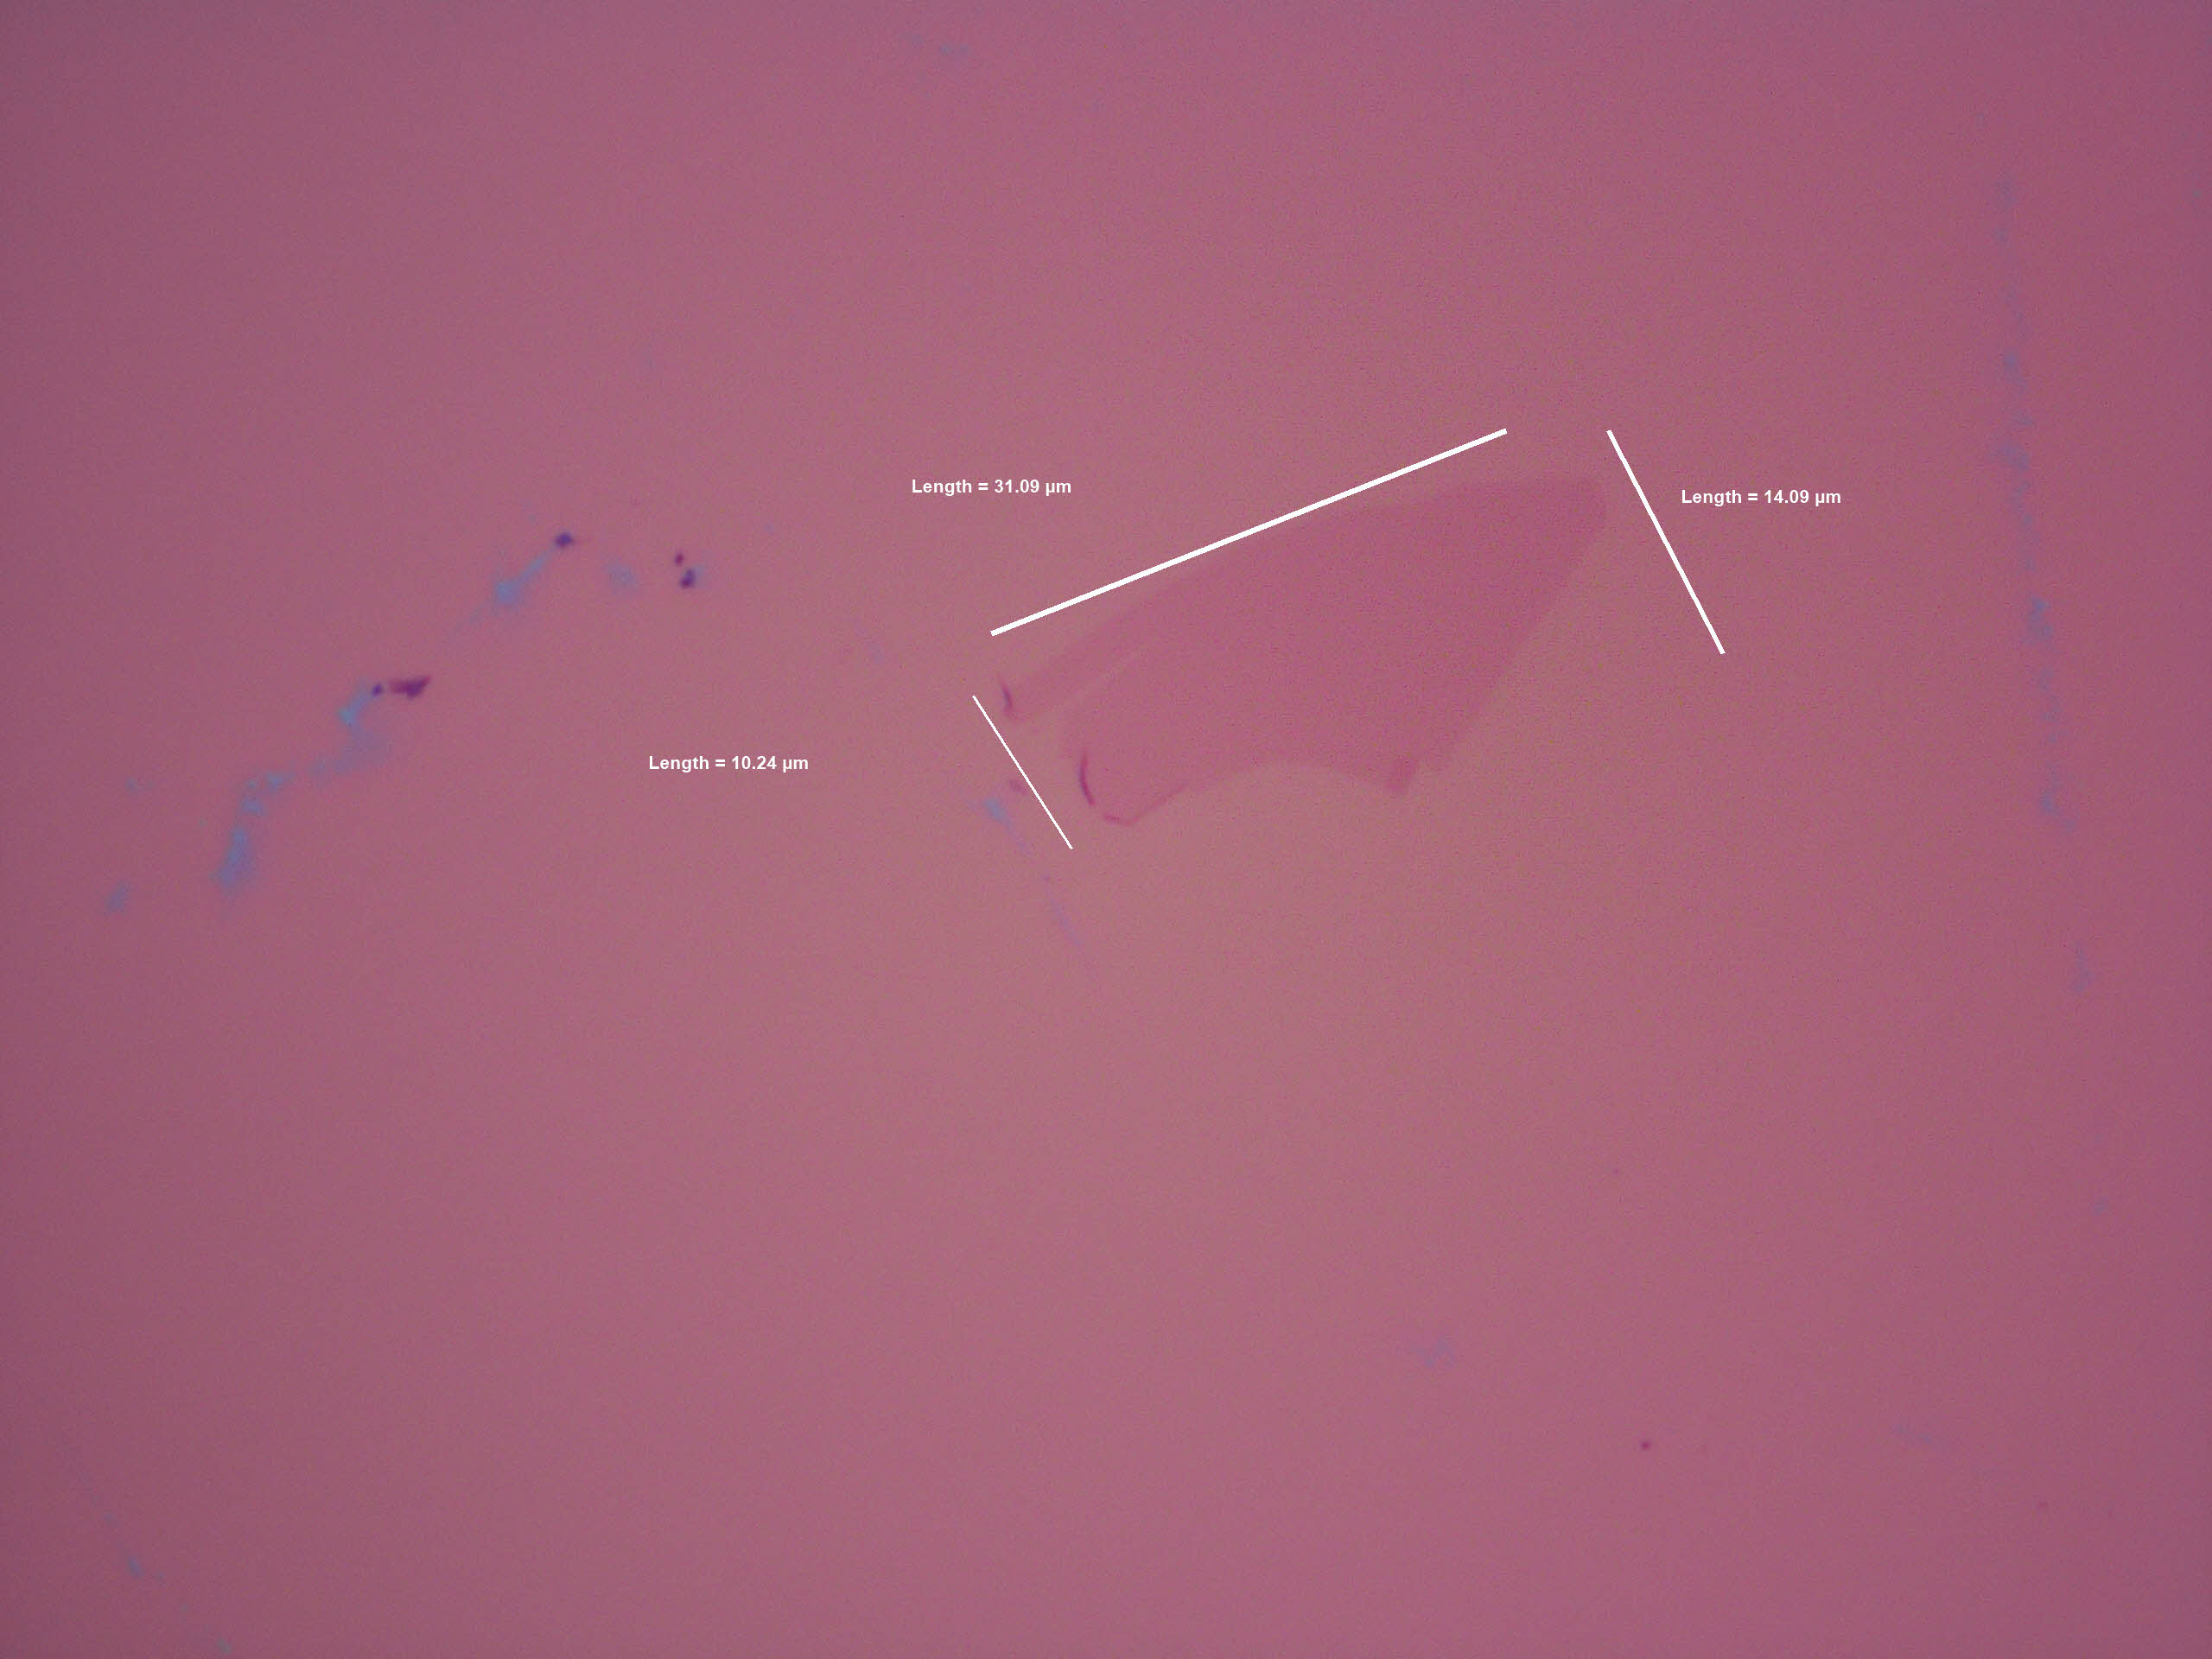 Length = 31.09 µm
Length = 14.09 µm
Length = 10.24 µm